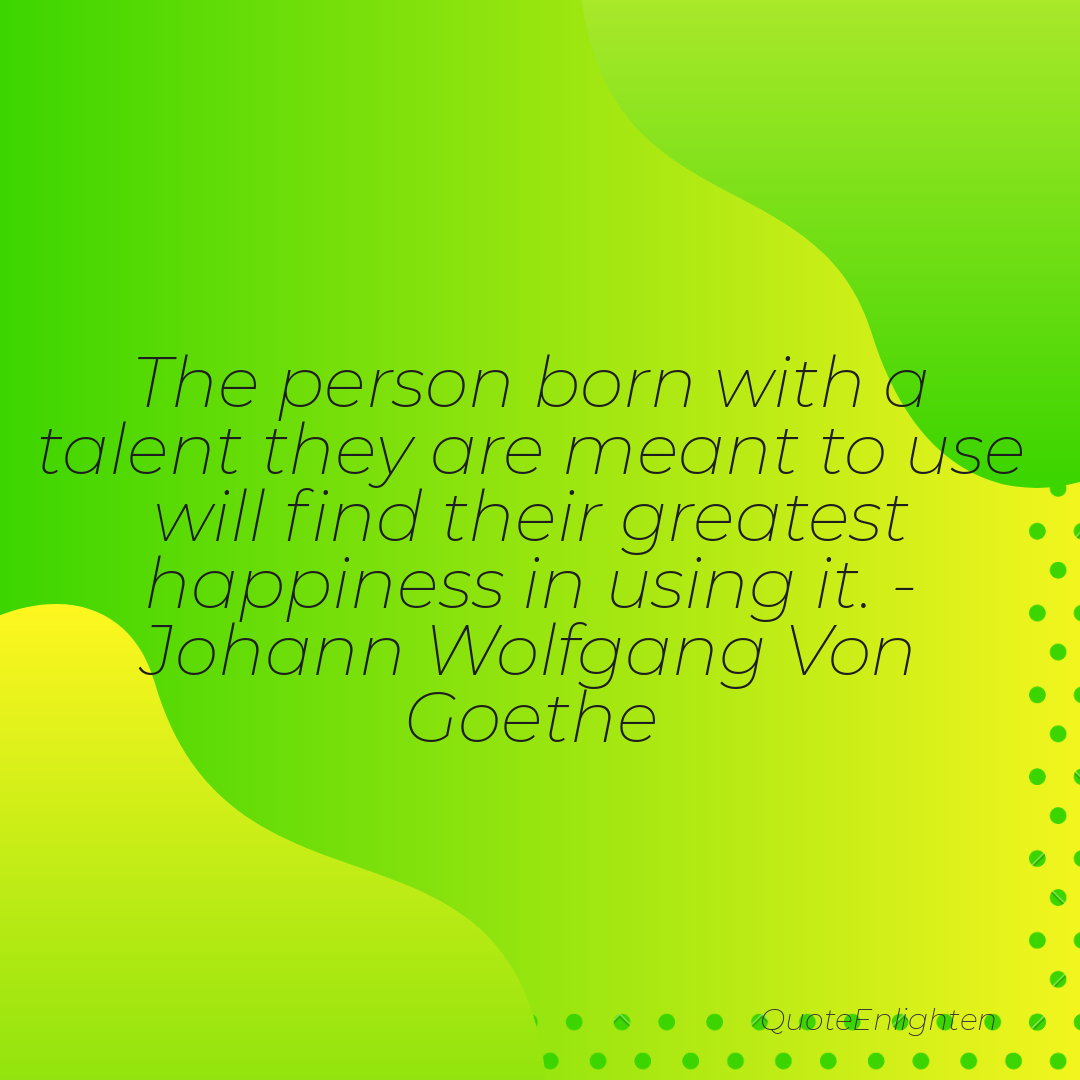 The person born with a
talent they are meant to use
will find their greatest
happiness in using it. -
Johann Wolfgang Von
Goethe
QuoteEnlighten